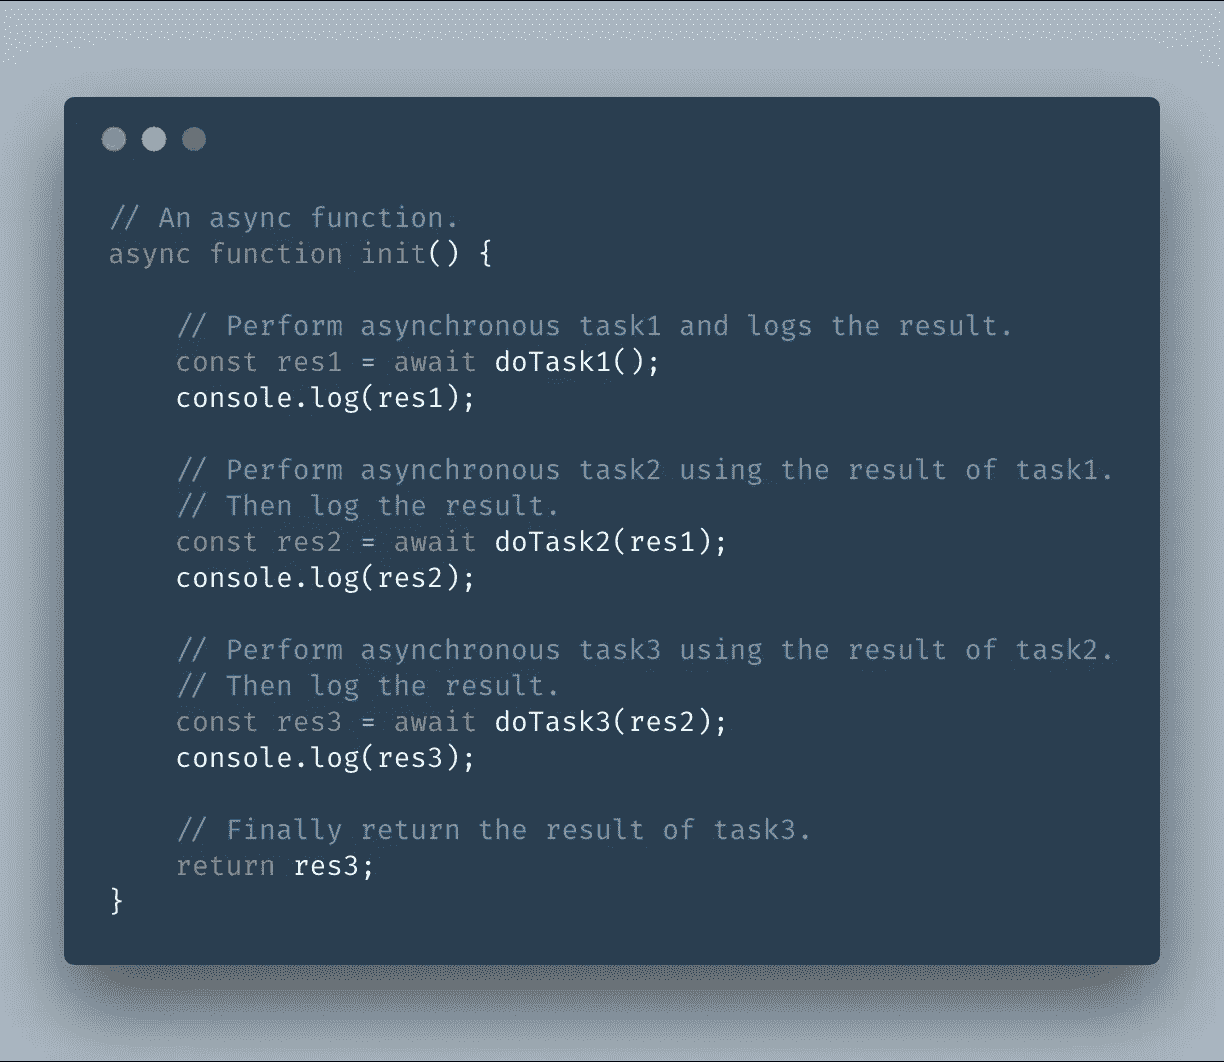 // An async function.
async function init() {
// Perform asynchronous task1 and logs the result.
const res1 = await doTask1();
console.log(res1);
// Perform asynchronous task2 using the result of task1.
// Then log the result.
const res2 = await doTask2(res1);
console.log(res2);
// Perform asynchronous task3 using the result of task2.
// Then log the result.
const res3 = await doTask3(res2);
console.log(res3);
// Finally return the result of task3.
return res3;
}